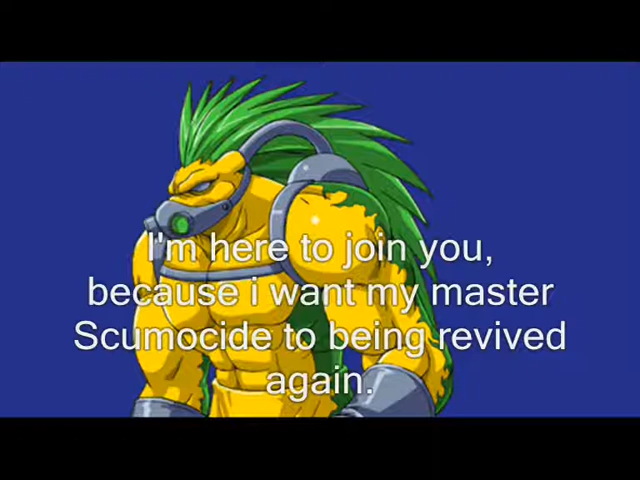 I'm here to join you,
because i want my master
Scumocide to being revived
again.